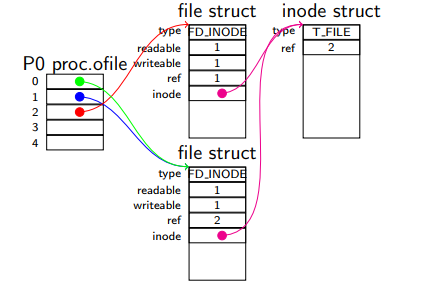 file struct
inode struct
type FD_INODE
type T_FILE
readable 1
ref 2
writeable 1
ref 1
inode
P0 proc.ofile
0
1
2
3
4
file struct
type FD_INODE
readable 1
writeable 1
ref 2
inode